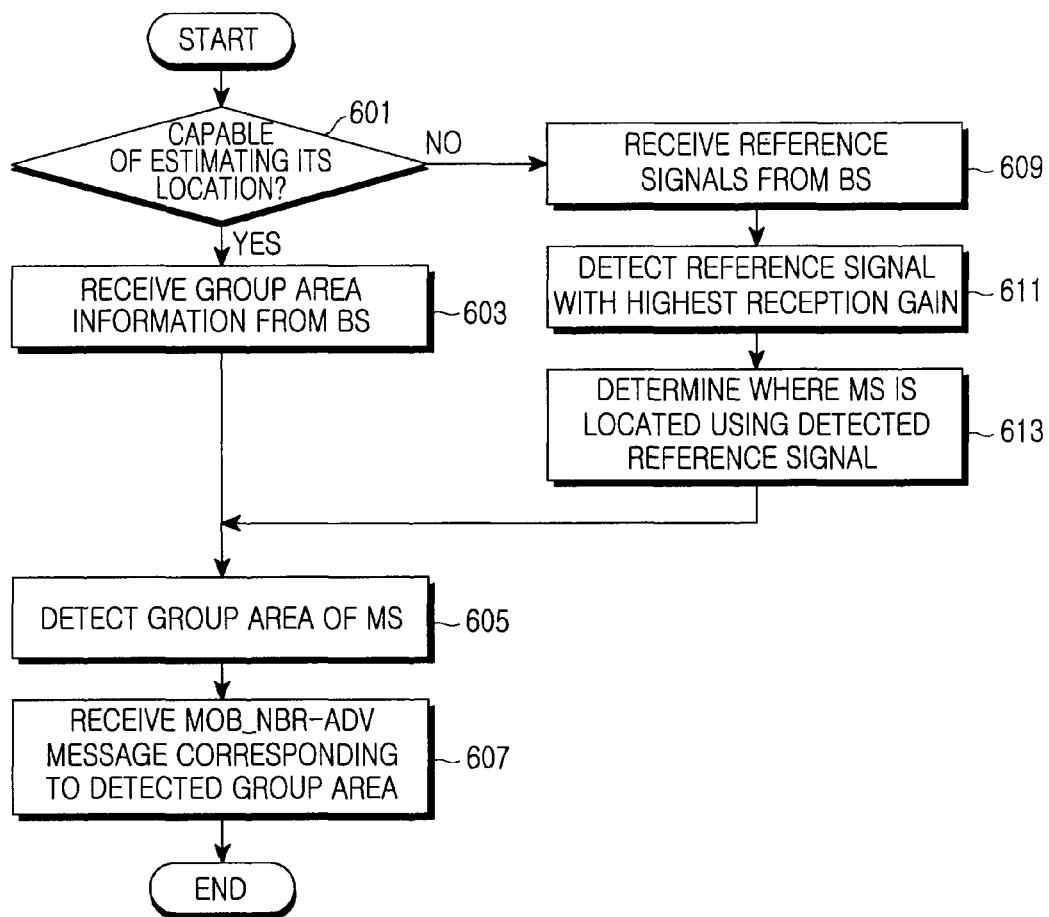 START
601
CAPABLE
OF ESTIMATING ITS
LOCATION?
NO
YES
RECEIVE GROUP AREA
INFORMATION FROM BS
603
RECEIVE REFERENCE
SIGNALS FROM BS
609
DETECT REFERENCE SIGNAL
WITH HIGHEST RECEPTION GAIN
611
DETERMINE WHERE MS IS
LOCATED USING DETECTED
REFERENCE SIGNAL
613
DETECT GROUP AREA OF MS
605
RECEIVE MOB_NBR-ADV
MESSAGE CORRESPONDING
TO DETECTED GROUP AREA
607
END